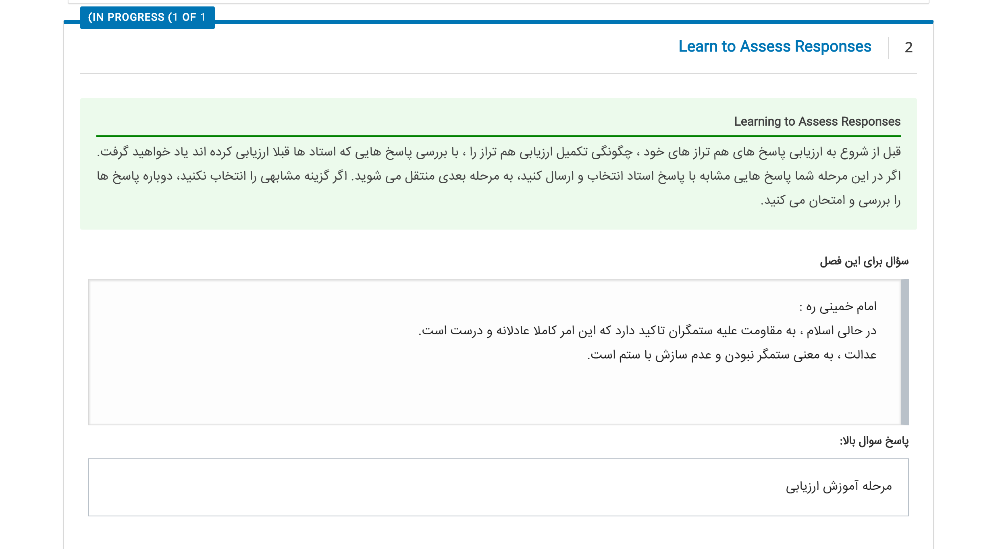 (IN PROGRESS (1 OF 1
2
Learn to Assess Responses
Learning to Assess Responses
قبل از شروع به ارزیابی پاسخ های هم تراز های خود ، چگونگی تکمیل ارزیابی هم تراز را ، با بررسی پاسخ هایی که استاد ها قبلا ارزیابی کرده اند یاد خواهید گرفت.
اگر در این مرحله شما پاسخ هایی مشابه با پاسخ استاد انتخاب و ارسال کنید، به مرحله بعدی منتقل می شوید. اگر گزینه مشابهی را انتخاب نکنید، دوباره پاسخ ها
را بررسی و امتحان می کنید.
سؤال برای این فصل
امام خمینی ره :
در حالی اسلام ، به مقاومت علیه ستمگران تاکید دارد که این امر کاملا عادلانه و درست است.
عدالت ، به معنی ستمگر نبودن و عدم سازش با ستم است.
پاسخ سوال بالا:
مرحله آموزش ارزیابی